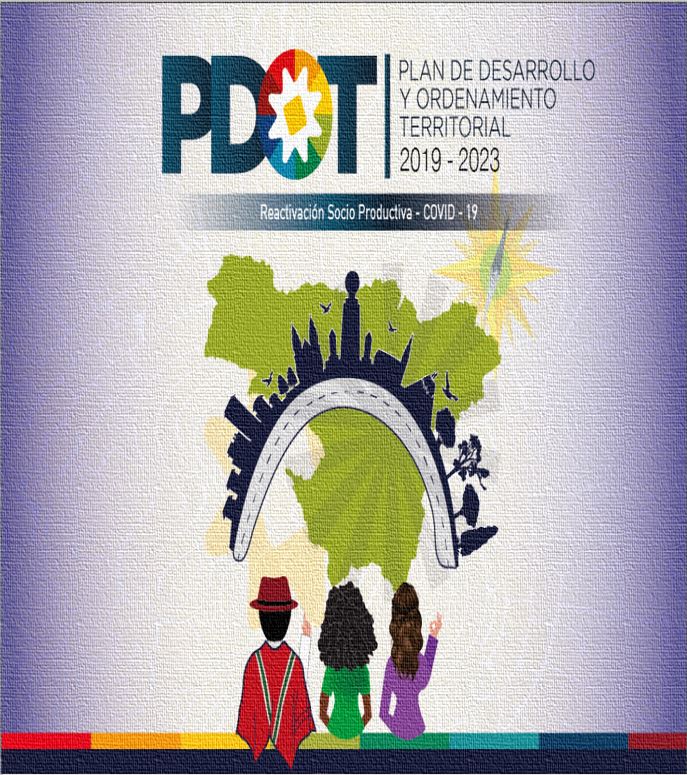 PDOT
PLAN DE DESARROLLO
Y ORDENAMIENTO
TERRITORIAL
2019 - 2023
Reactivación Socio Productiva - COVID - 19